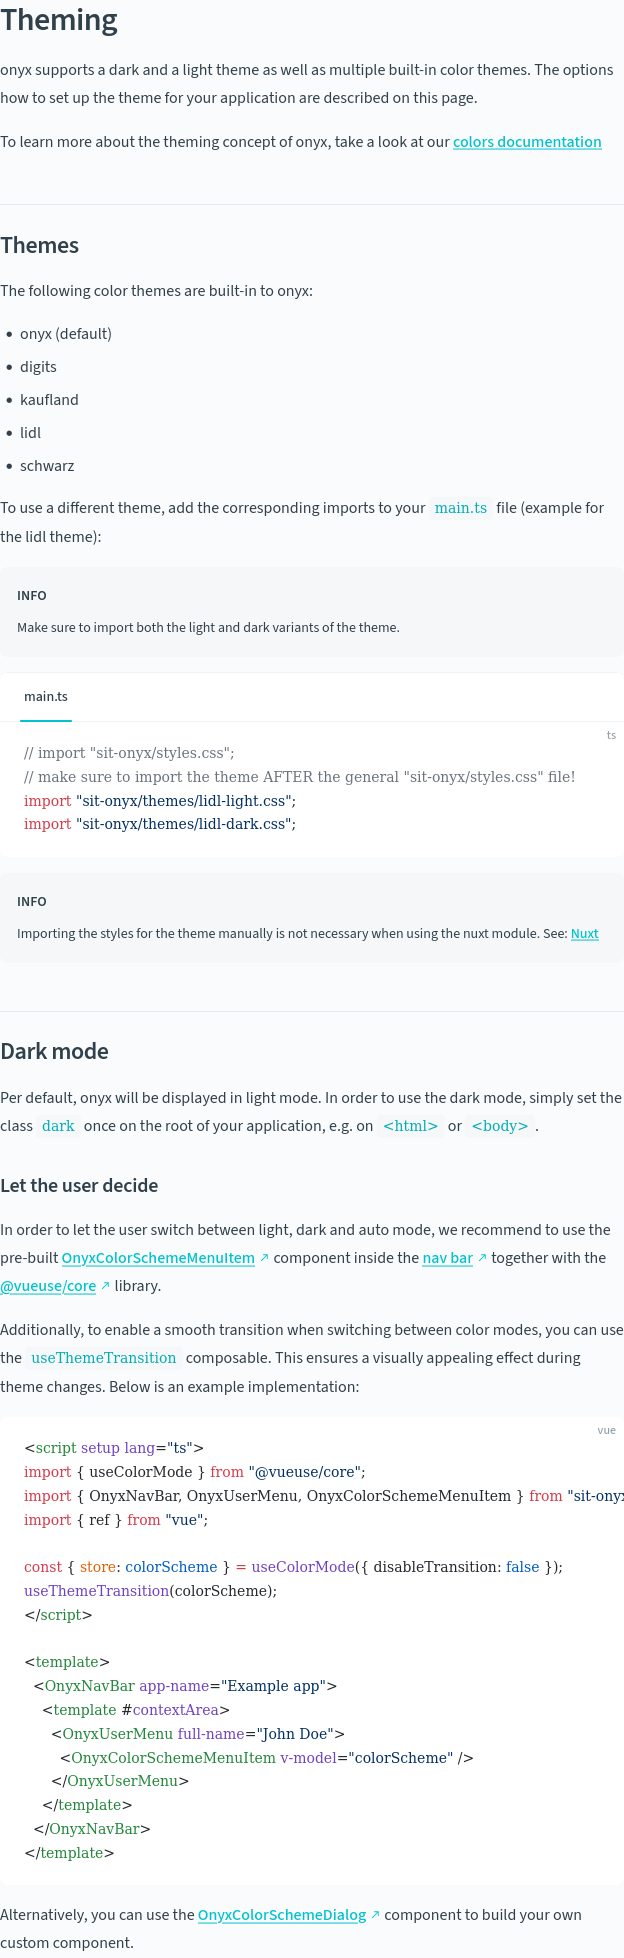 Theming
onyx supports a dark and a light theme as well as multiple built-in color themes. The options
how to set up the theme for your application are described on this page.
To learn more about the theming concept of onyx, take a look at our colors documentation
Themes
The following color themes are built-in to onyx:
• onyx (default)
• digits
• kaufland
• lidl
• schwarz
To use a different theme, add the corresponding imports to your main.ts file (example for
the lidl theme):
INFO
Make sure to import both the light and dark variants of the theme.
main.ts
ts
// import "sit-onyx/styles.css";
// make sure to import the theme AFTER the general "sit-onyx/styles.css" file!
import "sit-onyx/themes/lidl-light.css";
import "sit-onyx/themes/lidl-dark.css";
INFO
Importing the styles for the theme manually is not necessary when using the nuxt module. See: Nuxt
Dark mode
Per default, onyx will be displayed in light mode. In order to use the dark mode, simply set the
class dark once on the root of your application, e.g. on <html> or <body> .
Let the user decide
In order to let the user switch between light, dark and auto mode, we recommend to use the
pre-built OnyxColorSchemeMenuItem ↗ component inside the nav bar ↗ together with the
@vueuse/core ↗ library.
Additionally, to enable a smooth transition when switching between color modes, you can use
the useThemeTransition composable. This ensures a visually appealing effect during
theme changes. Below is an example implementation:
vue
<script setup lang="ts">
import { useColorMode } from "@vueuse/core";
import { OnyxNavBar, OnyxUserMenu, OnyxColorSchemeMenuItem } from "sit-onyx
import { ref } from "vue";
const { store: colorScheme } = useColorMode({ disableTransition: false });
useThemeTransition(colorScheme);
</script>
<template>
<OnyxNavBar app-name="Example app">
<template #contextArea>
<OnyxUserMenu full-name="John Doe">
<OnyxColorSchemeMenuItem v-model="colorScheme" />
</OnyxUserMenu>
</template>
</OnyxNavBar>
</template>
Alternatively, you can use the OnyxColorSchemeDialog ↗ component to build your own
custom component.